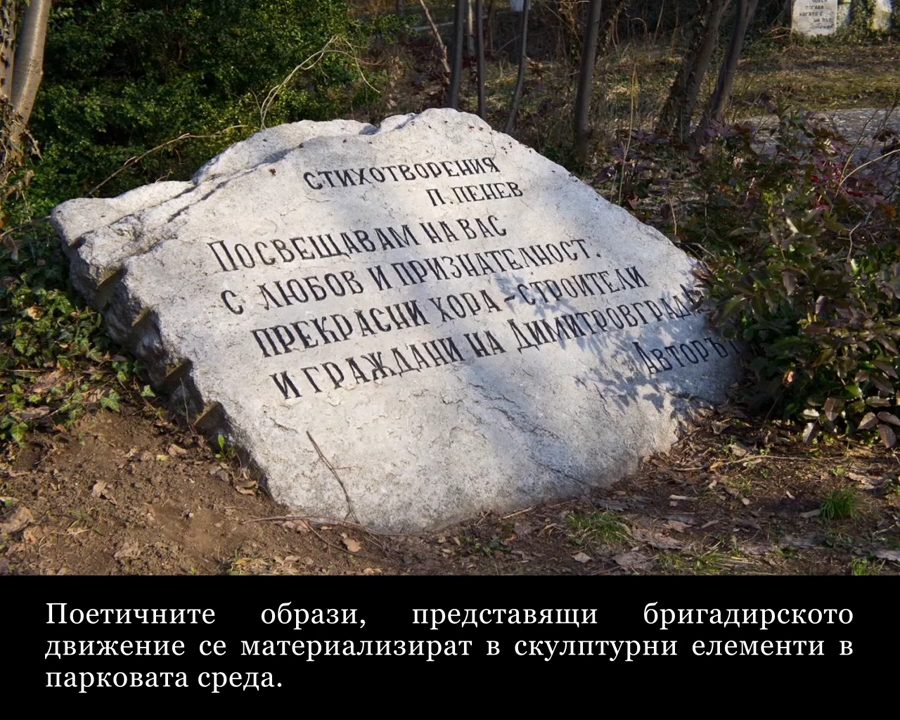 СТИХОТВОРЕНИЯ
П. ПЕНЕВ
ПОСВЕЩАВАМ НА ВАС
С ЛЮБОВ И ПРИЗНАТЕЛНОСТ.
ПРЕКРАСНИ ХОРА – СТРОИТЕЛИ
И ГРАЖДАНИ НА ДИМИТРОВГРАД.
АВТОРЪТ
Поетичните образи, представящи бригадирското
движение се материализират в скулптурни елементи в
парковата среда.